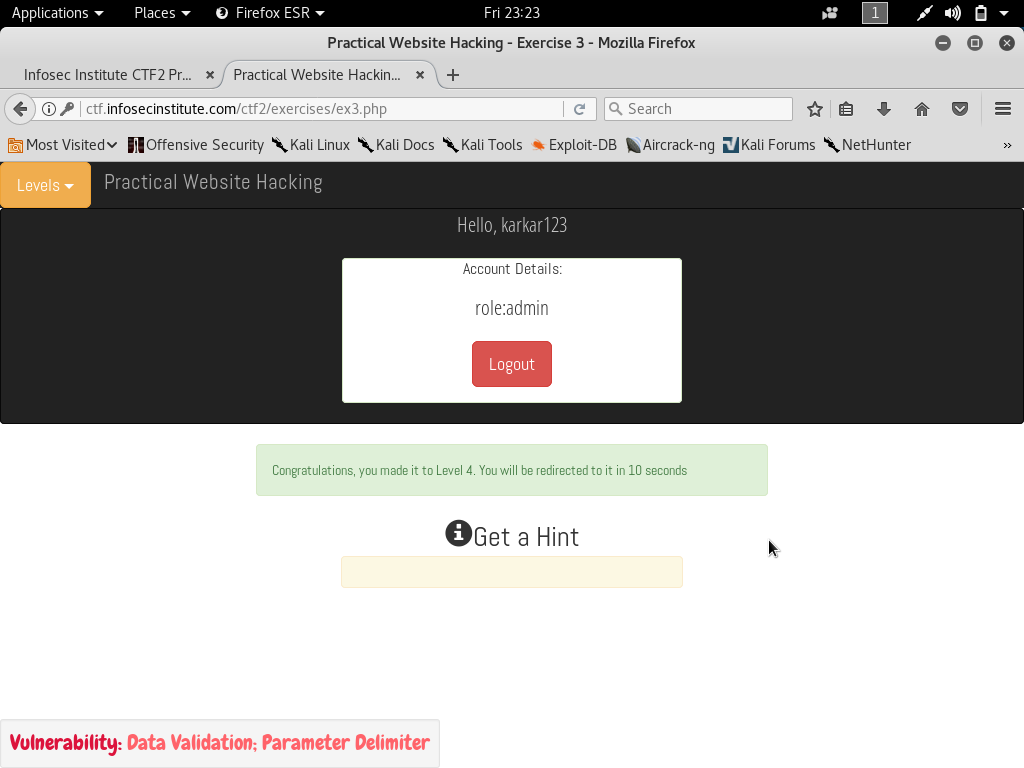 Applications Places Firefox ESR Fri 23:23 1
Practical Website Hacking - Exercise 3 - Mozilla Firefox
Infosec Institute CTF2 Pr... Practical Website Hackin...
ctf.infosecinstitute.com/ctf2/exercises/ex3.php Search
Most Visited Offensive Security Kali Linux Kali Docs Kali Tools Exploit-DB Aircrack-ng Kali Forums NetHunter »
Levels Practical Website Hacking
Hello, karkar123
Account Details:
role:admin
Logout
Congratulations, you made it to Level 4. You will be redirected to it in 10 seconds
Get a Hint
Vulnerability: Data Validation; Parameter Delimiter